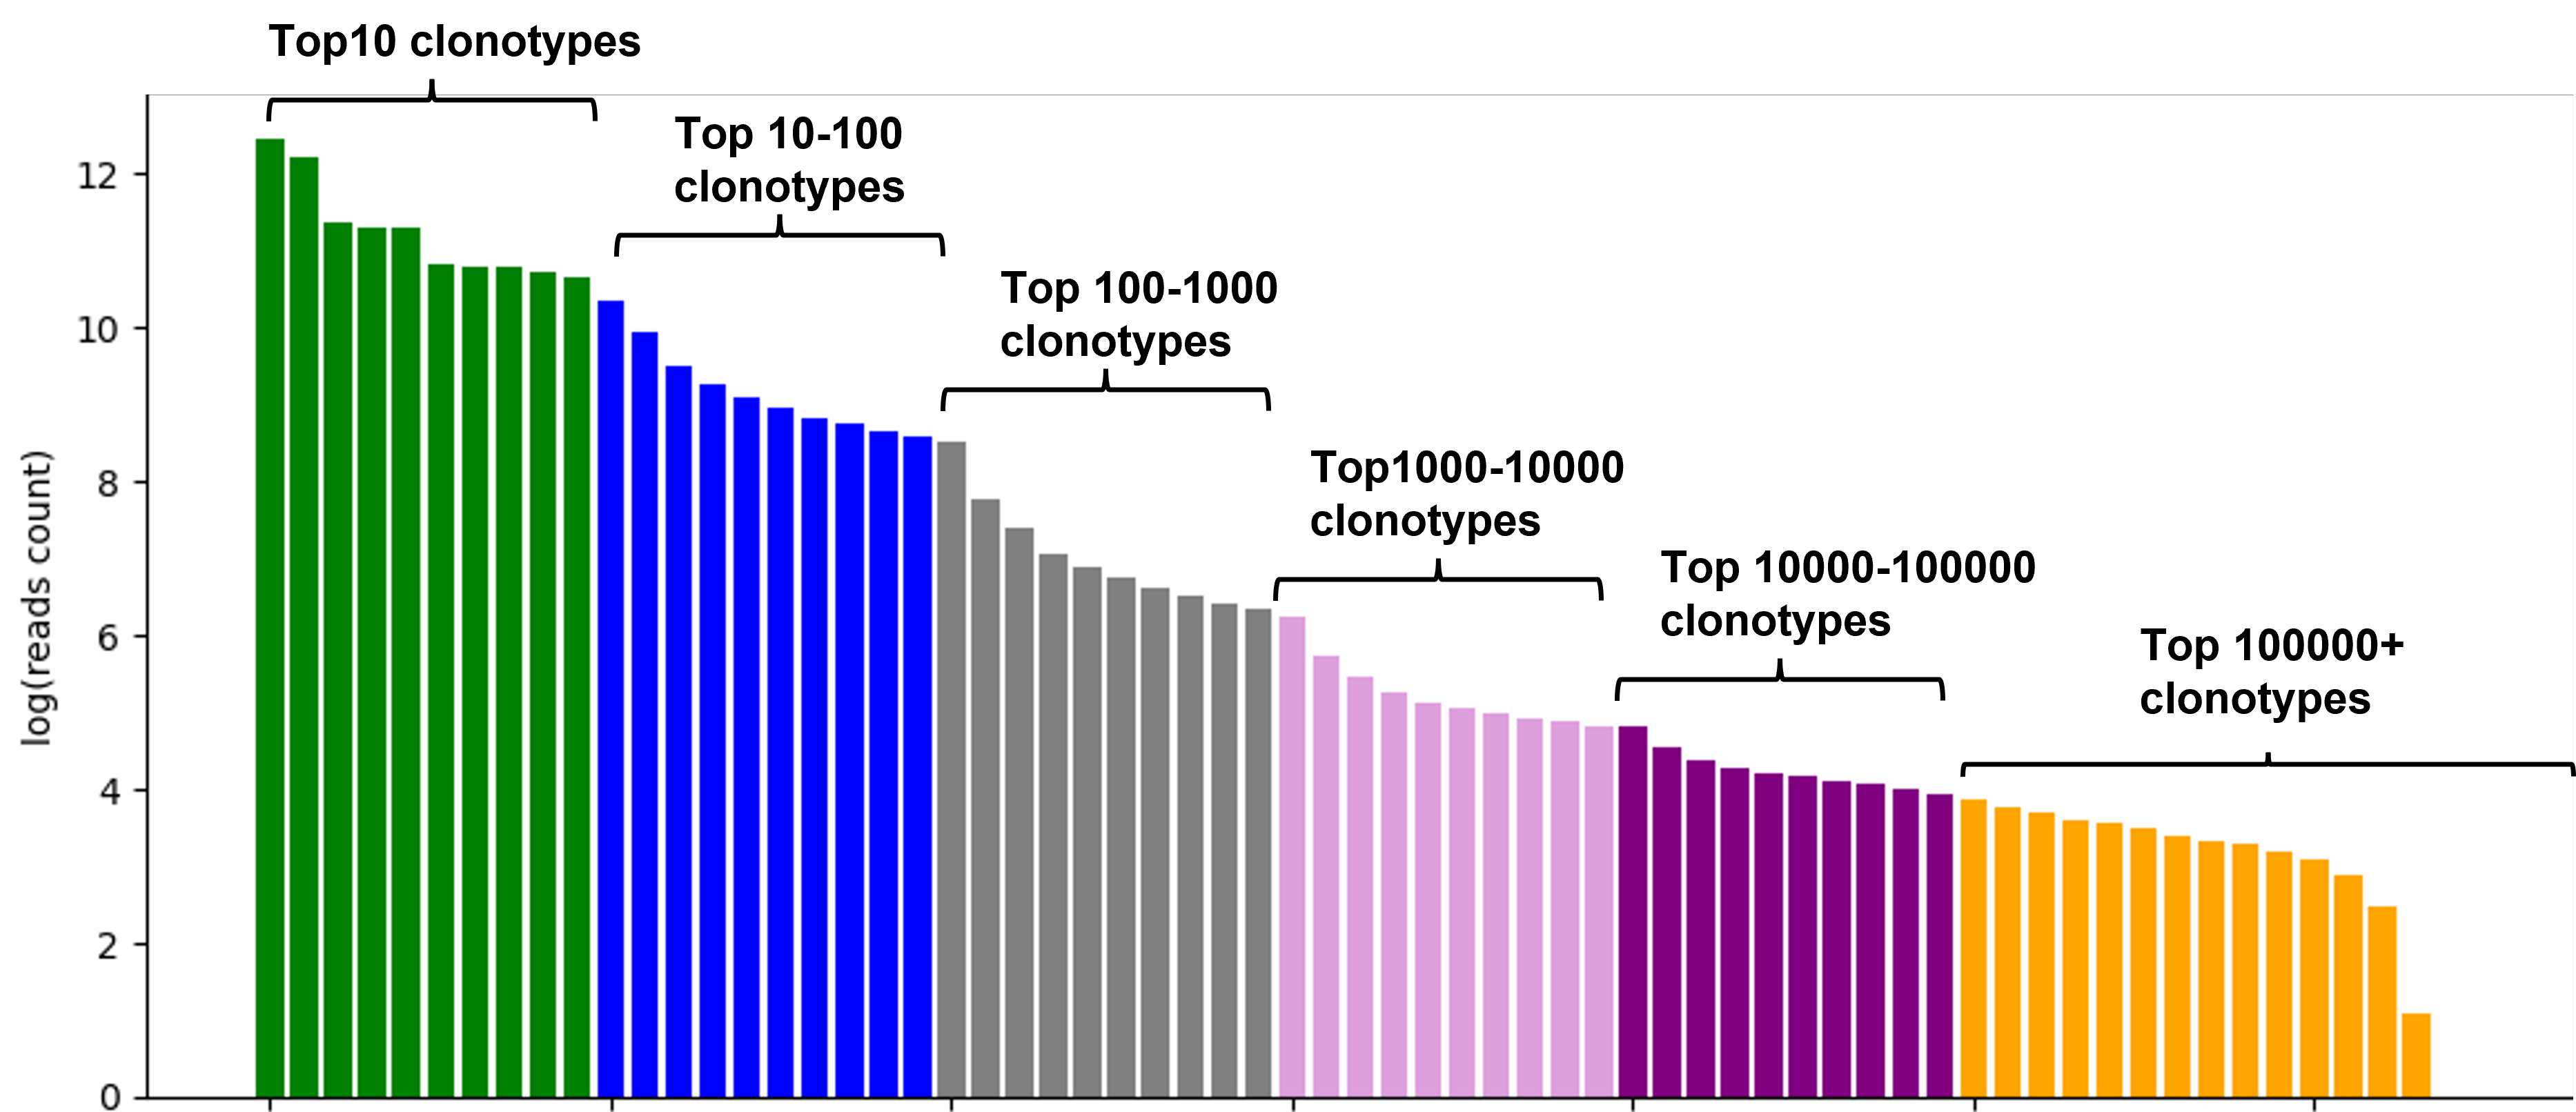 Top10 clonotypes
Top 10-100
clonotypes
Top 100-1000
clonotypes
Top1000-10000
clonotypes
Top 10000-100000
clonotypes
Top 100000+
clonotypes
log(reads count)
12
10
8
6
4
2
0